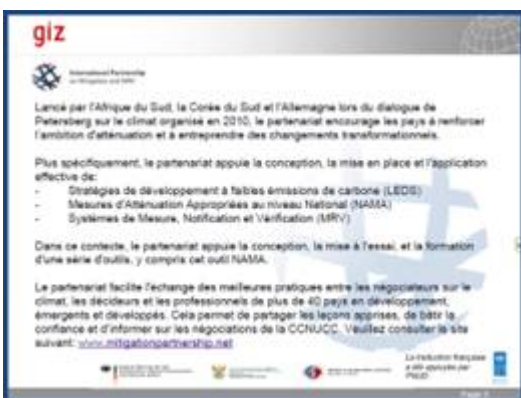 giz
International Partnership
on Mitigation and MRV
Lancé par l'Afrique du Sud, la Corée du Sud et l'Allemagne lors du dialogue de
Petersberg sur le climat organisé en 2010, le partenariat encourage les pays à renforcer
l'ambition d'atténuation et à entreprendre des changements transformationnels.
Plus spécifiquement, le partenariat appuie la conception, la mise en place et l'application
effective de:
- Stratégies de développement à faibles émissions de carbone (LEDS)
- Mesures d'Atténuation Appropriées au niveau National (NAMA)
- Systèmes de Mesure, Notification et Vérification (MRV)
Dans ce contexte, le partenariat appuie la conception, la mise à l'essai, et la formation
d'une série d'outils, y compris cet outil NAMA.
Le partenariat facilite l'échange des meilleures pratiques entre les négociateurs sur le
climat, les décideurs et les professionnels de plus de 40 pays en développement,
émergents et développés. Cela permet de partager les leçons apprises, de bâtir la
confiance et d'informer sur les négociations de la CCNUCC. Veuillez consulter le site
suivant: www.mitigationpartnership.net
La traduction française
a été appuyée par
PNUD